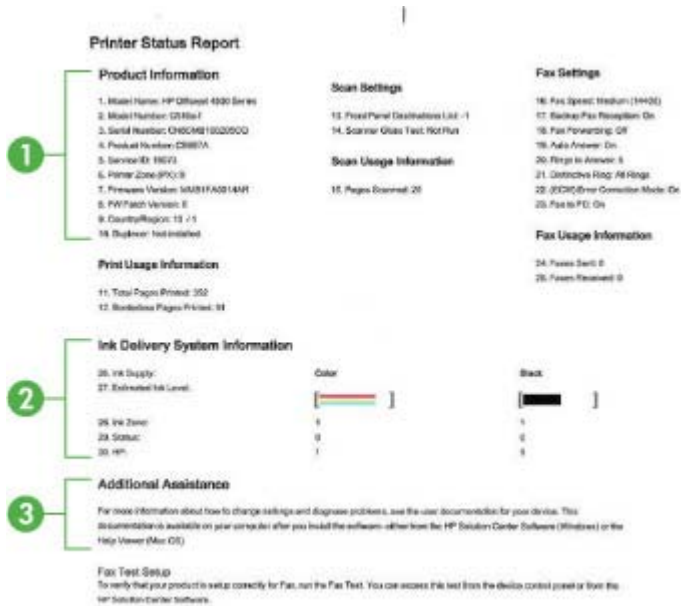 Printer Status Report
Product Information
1. Model Name: HP Officejet 4500 Series
2. Model Number:
3. Serial Number:
4. Product Number:
5. Service ID:
6. Printer Zone (PX): 0
7. Firmware Version:
8. FW Patch Version: 0
9. Country/Region: 13 / 1
10. Duplexer: Not installed
Print Usage Information
11. Total Pages Printed: 352
12. Borderless Pages Printed:
Scan Settings
13. Front Panel Destinations List: -1
14. Scanner Glass Test: Not Run
Scan Usage Information
15. Pages Scanned: 20
Fax Settings
16. Fax Speed: Medium (14400)
17. Backup Fax Reception: On
18. Fax Forwarding: Off
19. Auto Answer: On
20. Rings to Answer: 5
21. Distinctive Ring: All Rings
22. (ECM) Error Correction Mode: On
23. Fax to PC: On
Fax Usage Information
24. Faxes Sent: 0
25. Faxes Received: 0
1
Ink Delivery System Information
26. Ink Supply: Color Black
27. Estimated Ink Level:
28. Ink Zone: 1
29. Status: 0 0
30. HP: 1
2
Additional Assistance
For more information about how to change settings and diagnose problems, see the user documentation for your device. This
documentation is available on your computer after you install the software-either from the HP Solution Center Software (Windows) or the
Help Viewer (Mac OS)
3
Fax Test Setup
To verify that your product is setup correctly for Fax, run the Fax Test. You can access this test from the device control panel or from the
HP Solution Center Software.